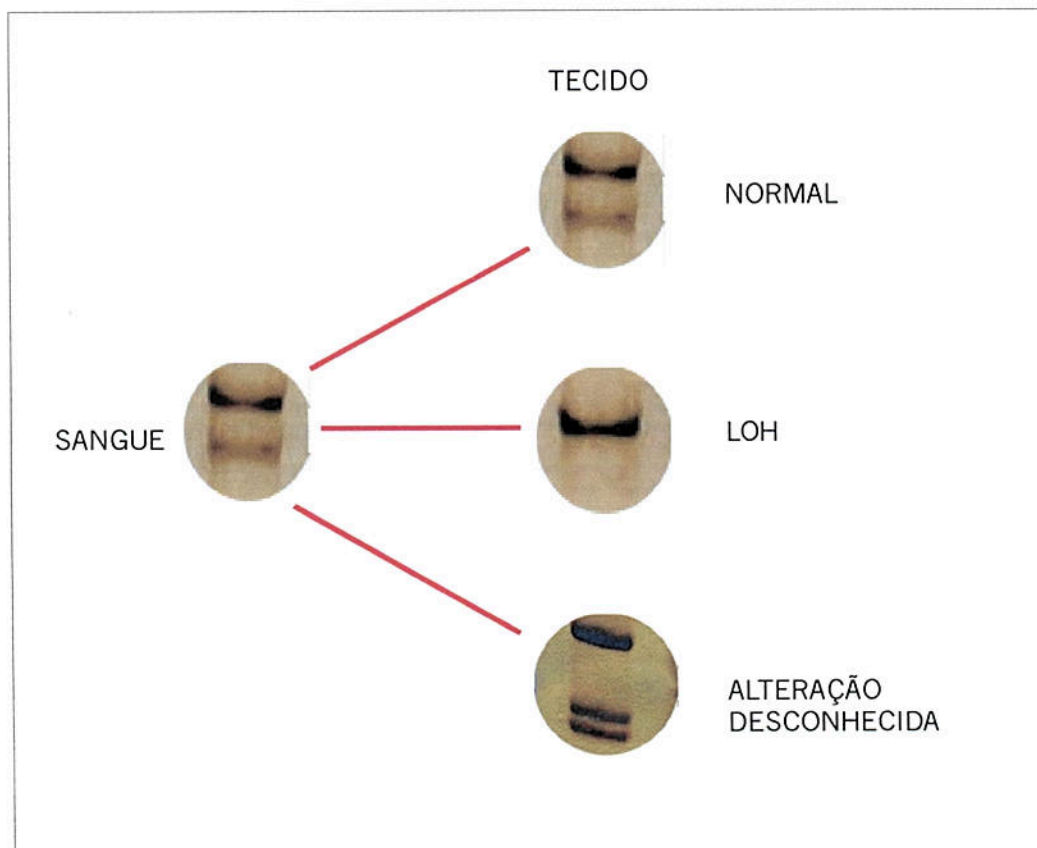 TECIDO
NORMAL
SANGUE
LOH
ALTERAÇÃO
DESCONHECIDA